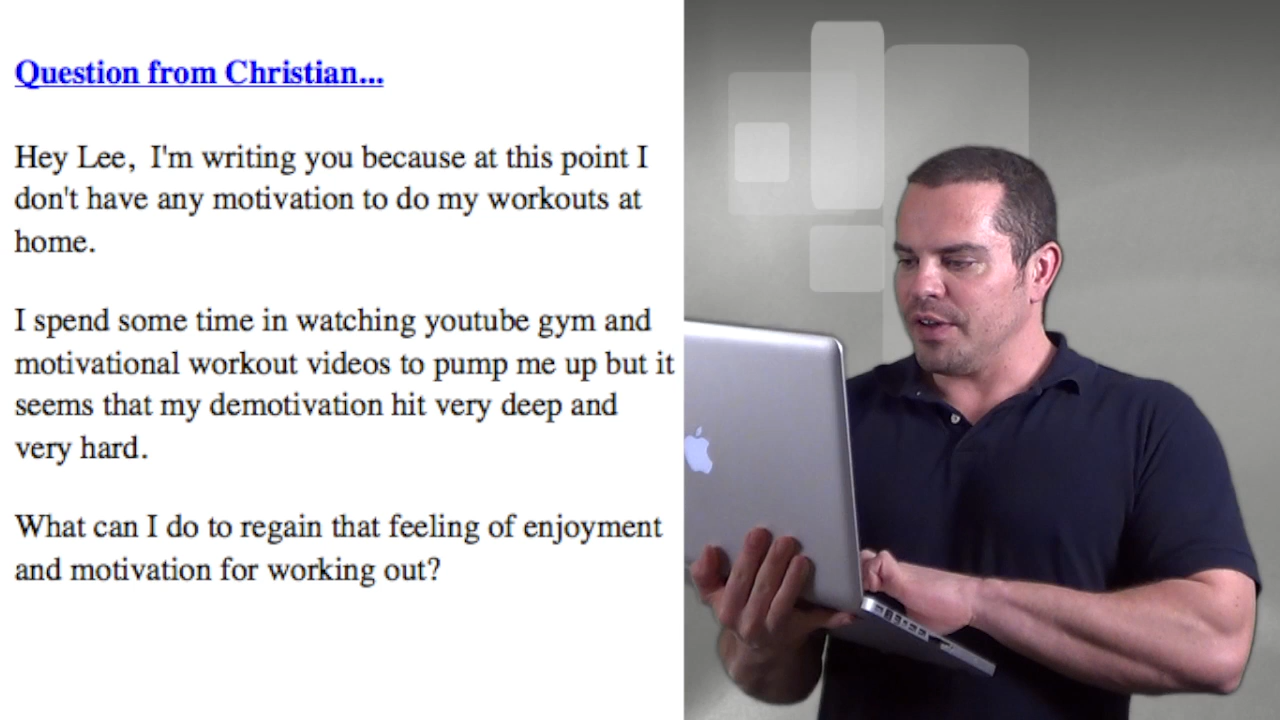 Question from Christian...
Hey Lee,  I'm writing you because at this point I
don't have any motivation to do my workouts at
home.
I spend some time in watching youtube gym and
motivational workout videos to pump me up but it
seems that my demotivation hit very deep and
very hard.
What can I do to regain that feeling of enjoyment
and motivation for working out?